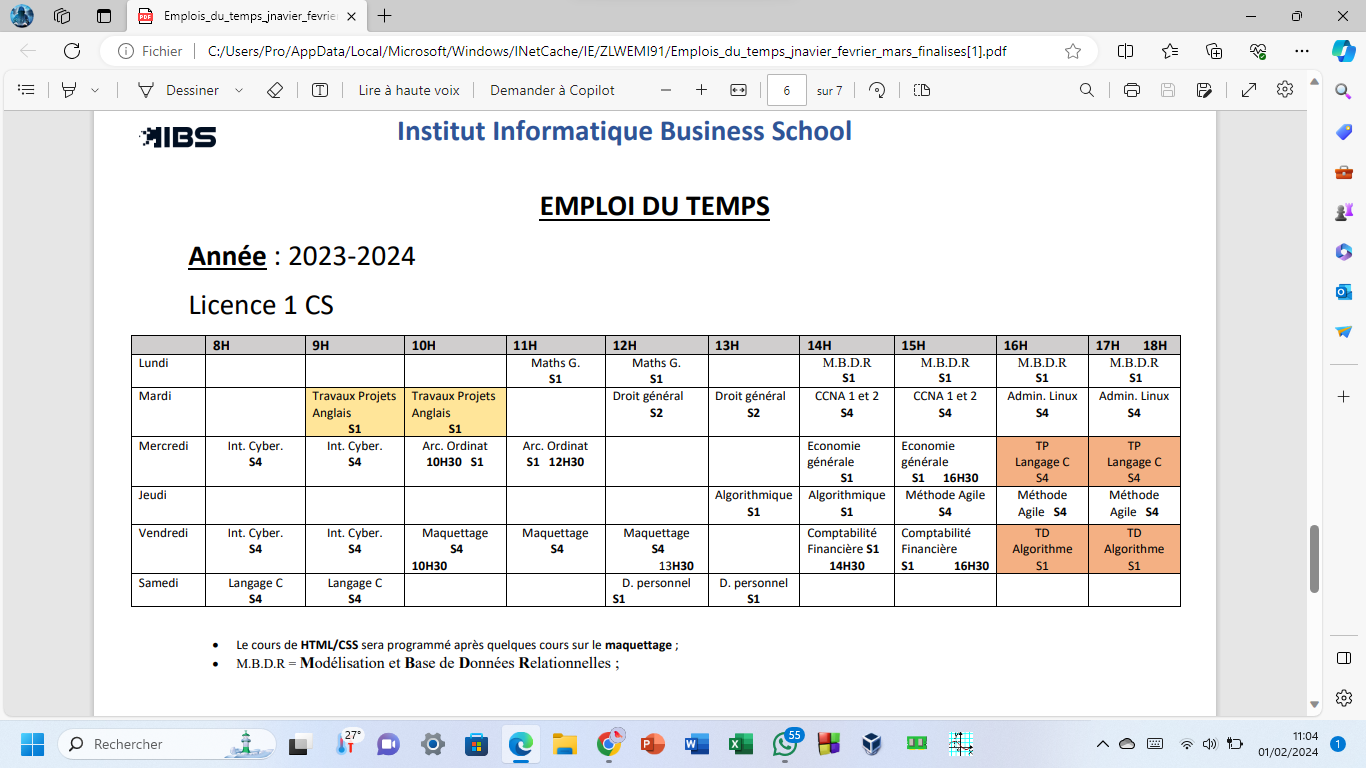 Emplois_du_temps_jnavier_fevrier
Fichier C:/Users/Pro/AppData/Local/Microsoft/Windows/INetCache/IE/ZLWEMI91/Emplois_du_temps_jnavier_fevrier_mars_finalises[1].pdf
Dessiner Lire à haute voix Demander à Copilot 6 sur 7
IBS
Institut Informatique Business School
EMPLOI DU TEMPS
Année : 2023-2024
Licence 1 CS
8H 9H 10H 11H 12H 13H 14H 15H 16H 17H 18H
Lundi Maths G. Maths G. M.B.D.R M.B.D.R M.B.D.R M.B.D.R
S1 S1 S1 S1 S1 S1
Mardi Travaux Projets Travaux Projets Droit général Droit général CCNA 1 et 2 CCNA 1 et 2 Admin. Linux Admin. Linux
Anglais Anglais S2 S2 S4 S4 S4 S4
S1 S1
Mercredi Int. Cyber. Int. Cyber. Arc. Ordinat Arc. Ordinat Economie Economie TP TP
S4 S4 10H30 S1 S1 12H30 générale générale Langage C Langage C
S1 S1 16H30 S4 S4
Jeudi Algorithmique Algorithmique Méthode Agile Méthode Méthode
S1 S1 S4 Agile S4 Agile S4
Vendredi Int. Cyber. Int. Cyber. Maquettage Maquettage Maquettage Comptabilité Comptabilité TD TD
S4 S4 S4 S4 S4 Financière S1 Financière Algorithme Algorithme
10H30 13H30 14H30 S1 16H30 S1 S1
Samedi Langage C Langage C D. personnel D. personnel
S4 S4 S1 S1
• Le cours de HTML/CSS sera programmé après quelques cours sur le maquettage ;
• M.B.D.R = Modélisation et Base de Données Relationnelles ;
Rechercher 27° 55 11:04
01/02/2024 1